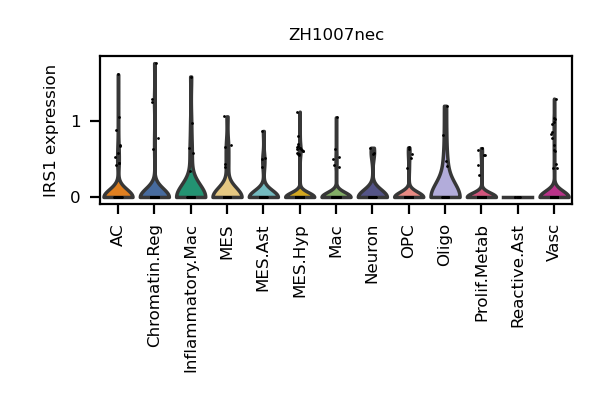 ZH1007nec
IRS1 expression
1
0
AC
Chromatin.Reg
Inflammatory.Mac
MES
MES.Ast
MES.Hyp
Mac
Neuron
OPC
Oligo
Prolif.Metab
Reactive.Ast
Vasc